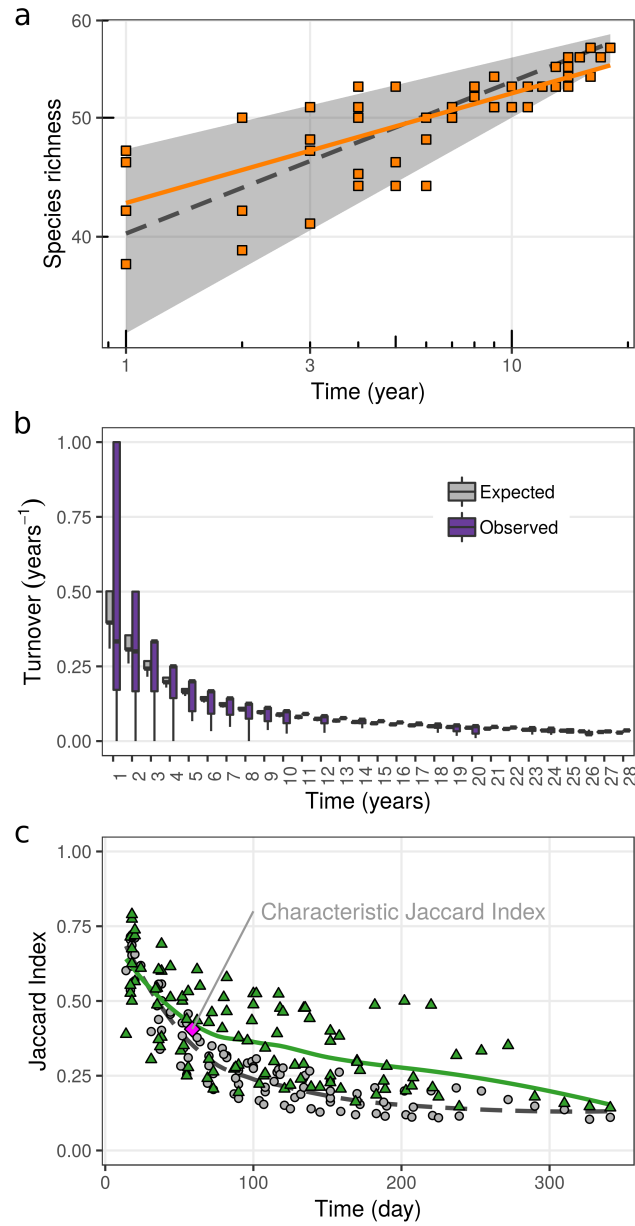 a
60
50
40
Species richness
1
3
10
Time (year)
b
1.00
0.75
0.50
0.25
0.00
Turnover (years⁻¹)
Expected
Observed
1 2 3 4 5 6 7 8 9 10 11 12 13 14 15 16 17 18 19 20 21 22 23 24 25 26 27 28
Time (years)
c
1.00
0.75
0.50
0.25
0.00
Jaccard Index
Characteristic Jaccard Index
0
100
200
300
Time (day)